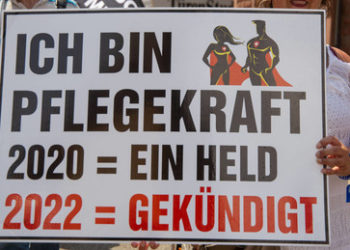 ICH BIN
PFLEGEKRAFT
2020 = EIN HELD
2022 = GEKÜNDIGT